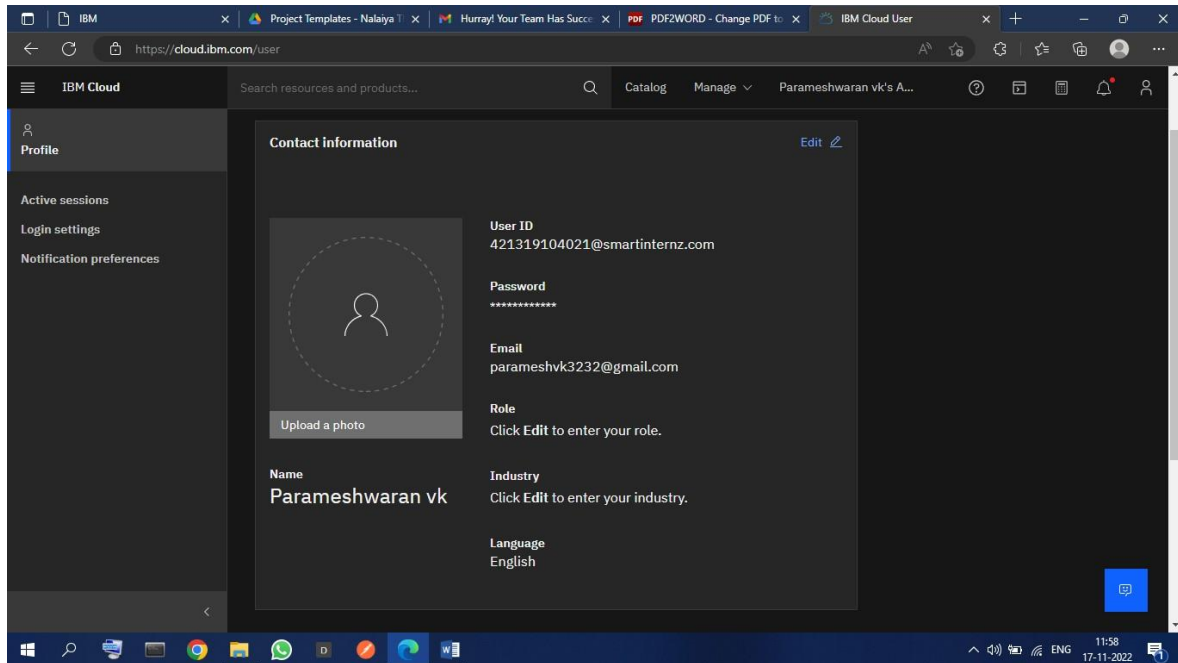 IBM
Project Templates - Nalaiya T
Hurray! Your Team Has Succe
PDF PDF2WORD - Change PDF to
IBM Cloud User
https://cloud.ibm.com/user
IBM Cloud
Search resources and products...
Catalog
Manage
Parameshwaran vk's A...
Profile
Active sessions
Login settings
Notification preferences
Contact information
Edit
Upload a photo
Name
Parameshwaran vk
User ID
421319104021@smartinternz.com
Password
************
Email
parameshvk3232@gmail.com
Role
Click Edit to enter your role.
Industry
Click Edit to enter your industry.
Language
English
D
ENG
11:58
17-11-2022